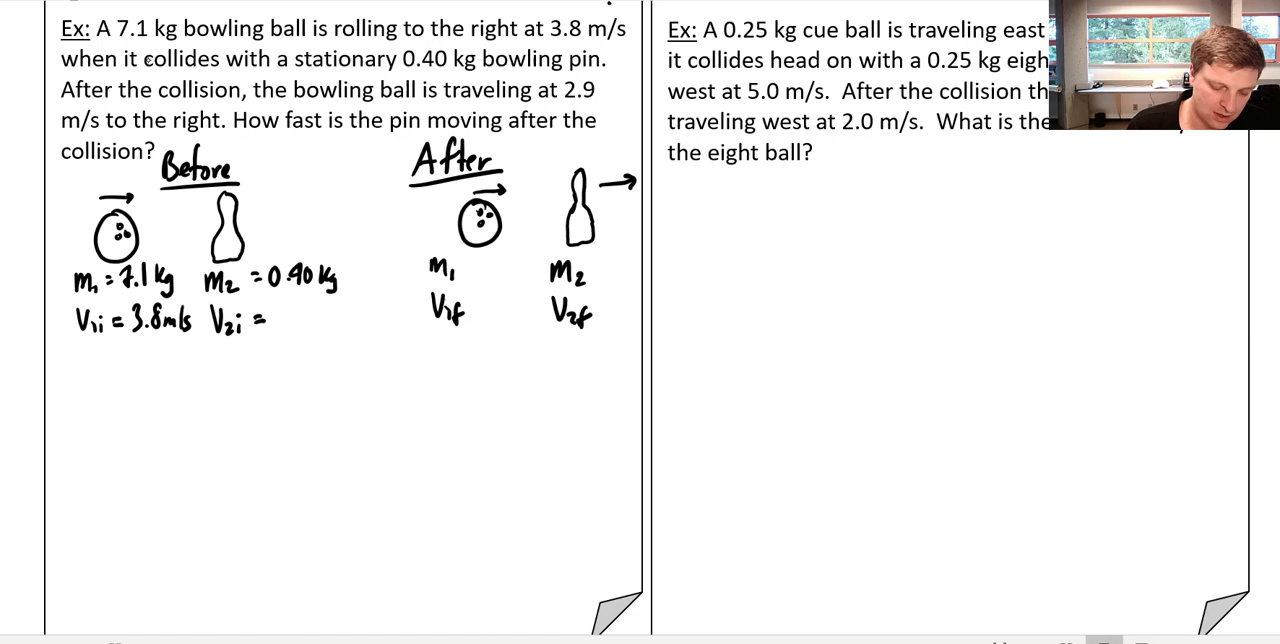 Ex: A 7.1 kg bowling ball is rolling to the right at 3.8 m/s
when it collides with a stationary 0.40 kg bowling pin.
After the collision, the bowling ball is traveling at 2.9
m/s to the right. How fast is the pin moving after the
collision?
Before
After
m₁ = 7.1 kg m₂ = 0.40 kg
V₁ᵢ = 3.8 m/s V₂ᵢ =
m₁ m₂
V₁f V₂f
Ex: A 0.25 kg cue ball is traveling east
it collides head on with a 0.25 kg eigh
west at 5.0 m/s. After the collision th
traveling west at 2.0 m/s. What is the
the eight ball?